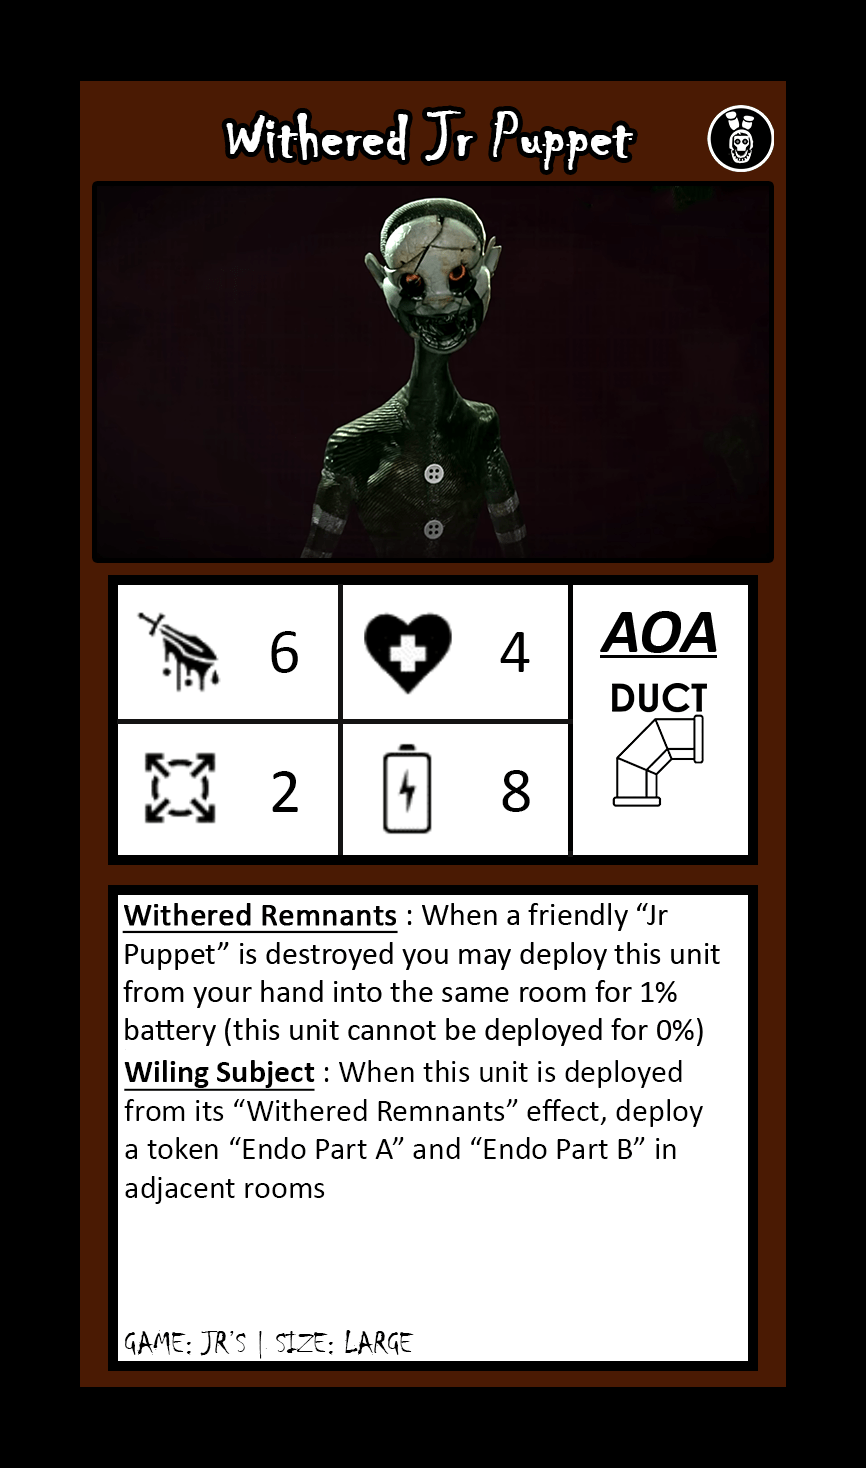 Withered Jr Puppet
6
4
AOA
DUCT
2
8
Withered Remnants : When a friendly “Jr
Puppet” is destroyed you may deploy this unit
from your hand into the same room for 1%
battery (this unit cannot be deployed for 0%)
Wiling Subject : When this unit is deployed
from its “Withered Remnants” effect, deploy
a token “Endo Part A” and “Endo Part B” in
adjacent rooms
GAME: JR'S | SIZE: LARGE